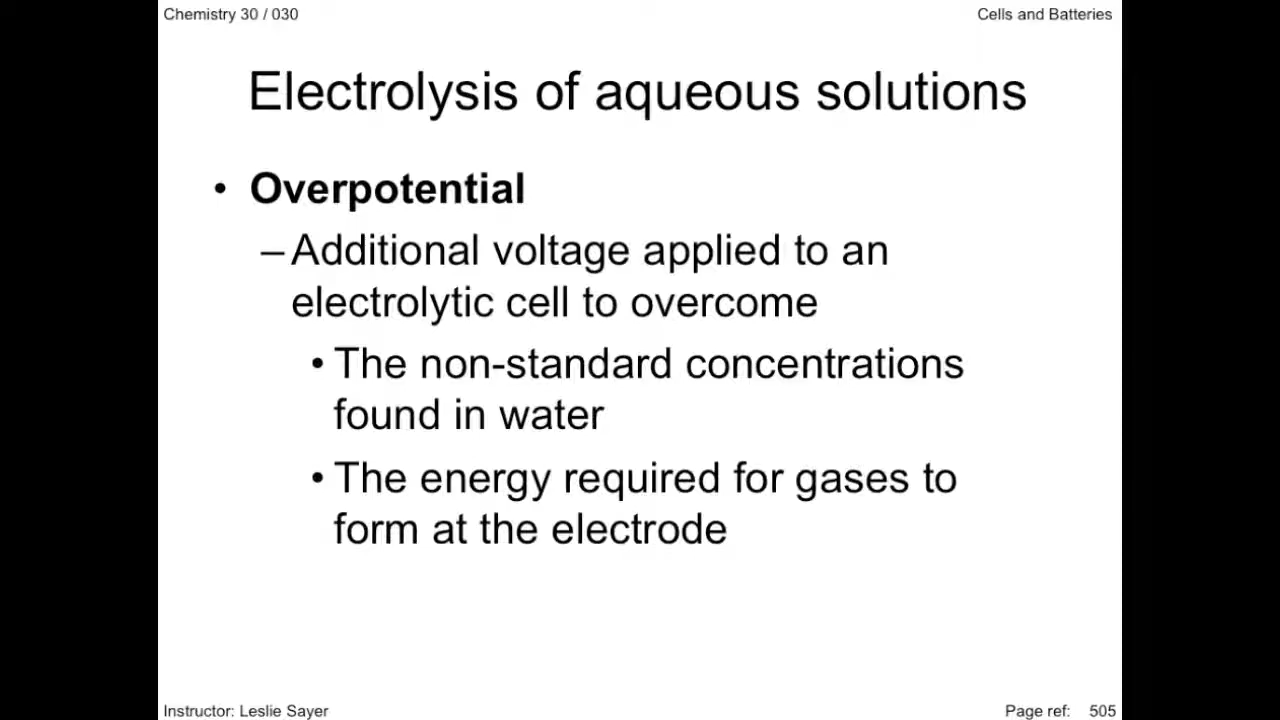 Chemistry 30 / 030
Cells and Batteries
Electrolysis of aqueous solutions
• Overpotential
–Additional voltage applied to an
electrolytic cell to overcome
• The non-standard concentrations
found in water
• The energy required for gases to
form at the electrode
Instructor: Leslie Sayer
Page ref: 505